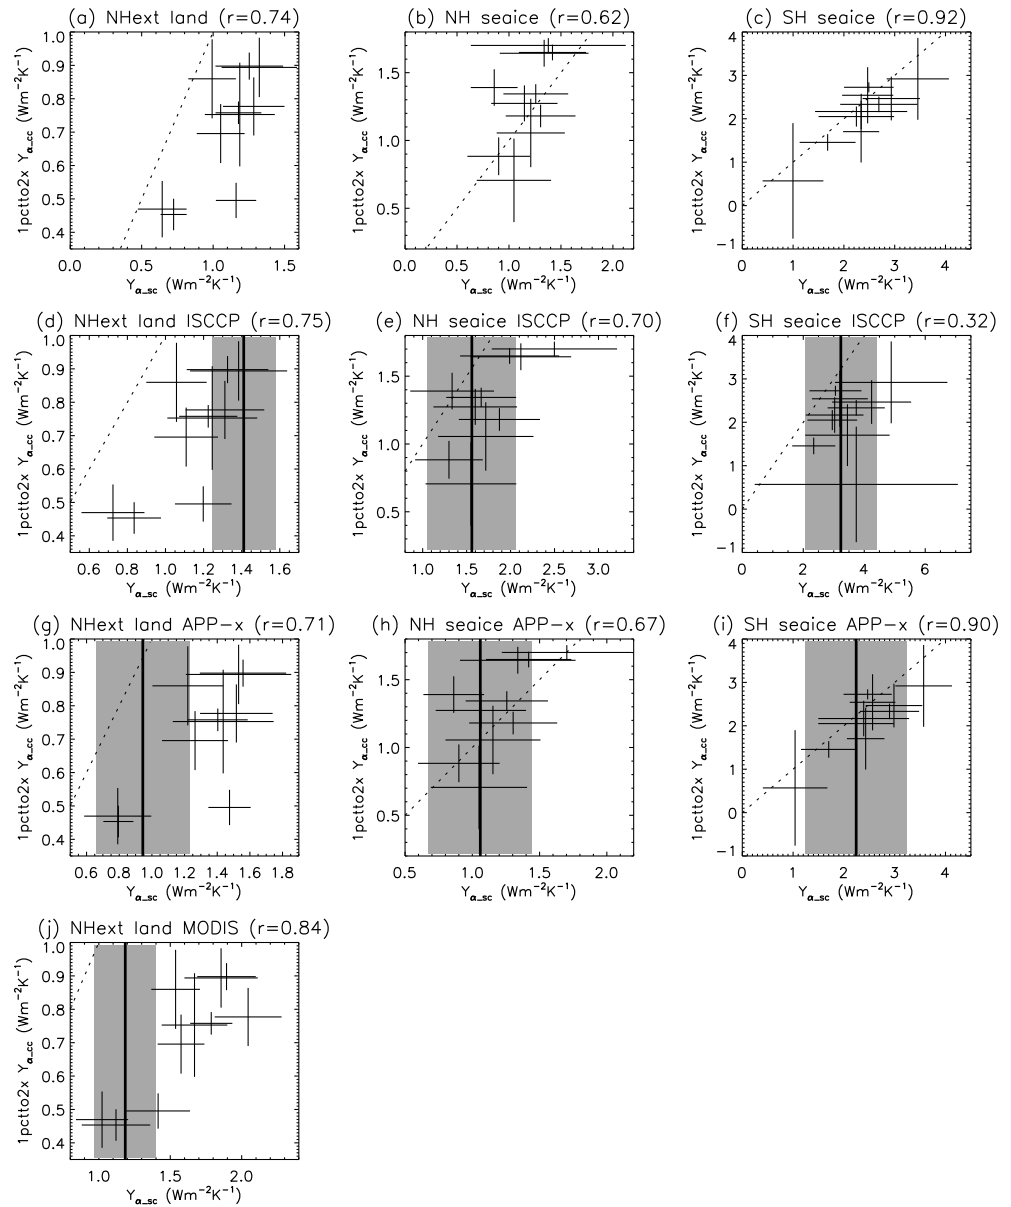 (a) NHext land (r=0.74)
1pctto2x Yα_cc (Wm−2K−1)
1.0
0.9
0.8
0.7
0.6
0.5
0.4
0.0 0.5 1.0 1.5
Yα_sc (Wm−2K−1)
(b) NH seaice (r=0.62)
1pctto2x Yα_cc (Wm−2K−1)
1.5
1.0
0.5
0.0 0.5 1.0 1.5 2.0
Yα_sc (Wm−2K−1)
(c) SH seaice (r=0.92)
1pctto2x Yα_cc (Wm−2K−1)
4
3
2
1
0
−1
0 1 2 3 4
Yα_sc (Wm−2K−1)
(d) NHext land ISCCP (r=0.75)
1pctto2x Yα_cc (Wm−2K−1)
1.0
0.9
0.8
0.7
0.6
0.5
0.4
0.6 0.8 1.0 1.2 1.4 1.6
Yα_sc (Wm−2K−1)
(e) NH seaice ISCCP (r=0.70)
1pctto2x Yα_cc (Wm−2K−1)
1.5
1.0
0.5
1.0 1.5 2.0 2.5 3.0
Yα_sc (Wm−2K−1)
(f) SH seaice ISCCP (r=0.32)
1pctto2x Yα_cc (Wm−2K−1)
4
3
2
1
0
−1
0 2 4 6
Yα_sc (Wm−2K−1)
(g) NHext land APP−x (r=0.71)
1pctto2x Yα_cc (Wm−2K−1)
1.0
0.9
0.8
0.7
0.6
0.5
0.4
0.6 0.8 1.0 1.2 1.4 1.6 1.8
Yα_sc (Wm−2K−1)
(h) NH seaice APP−x (r=0.67)
1pctto2x Yα_cc (Wm−2K−1)
1.5
1.0
0.5
0.5 1.0 1.5 2.0
Yα_sc (Wm−2K−1)
(i) SH seaice APP−x (r=0.90)
1pctto2x Yα_cc (Wm−2K−1)
4
3
2
1
0
−1
0 1 2 3 4
Yα_sc (Wm−2K−1)
(j) NHext land MODIS (r=0.84)
1pctto2x Yα_cc (Wm−2K−1)
1.0
0.9
0.8
0.7
0.6
0.5
0.4
1.0 1.5 2.0
Yα_sc (Wm−2K−1)